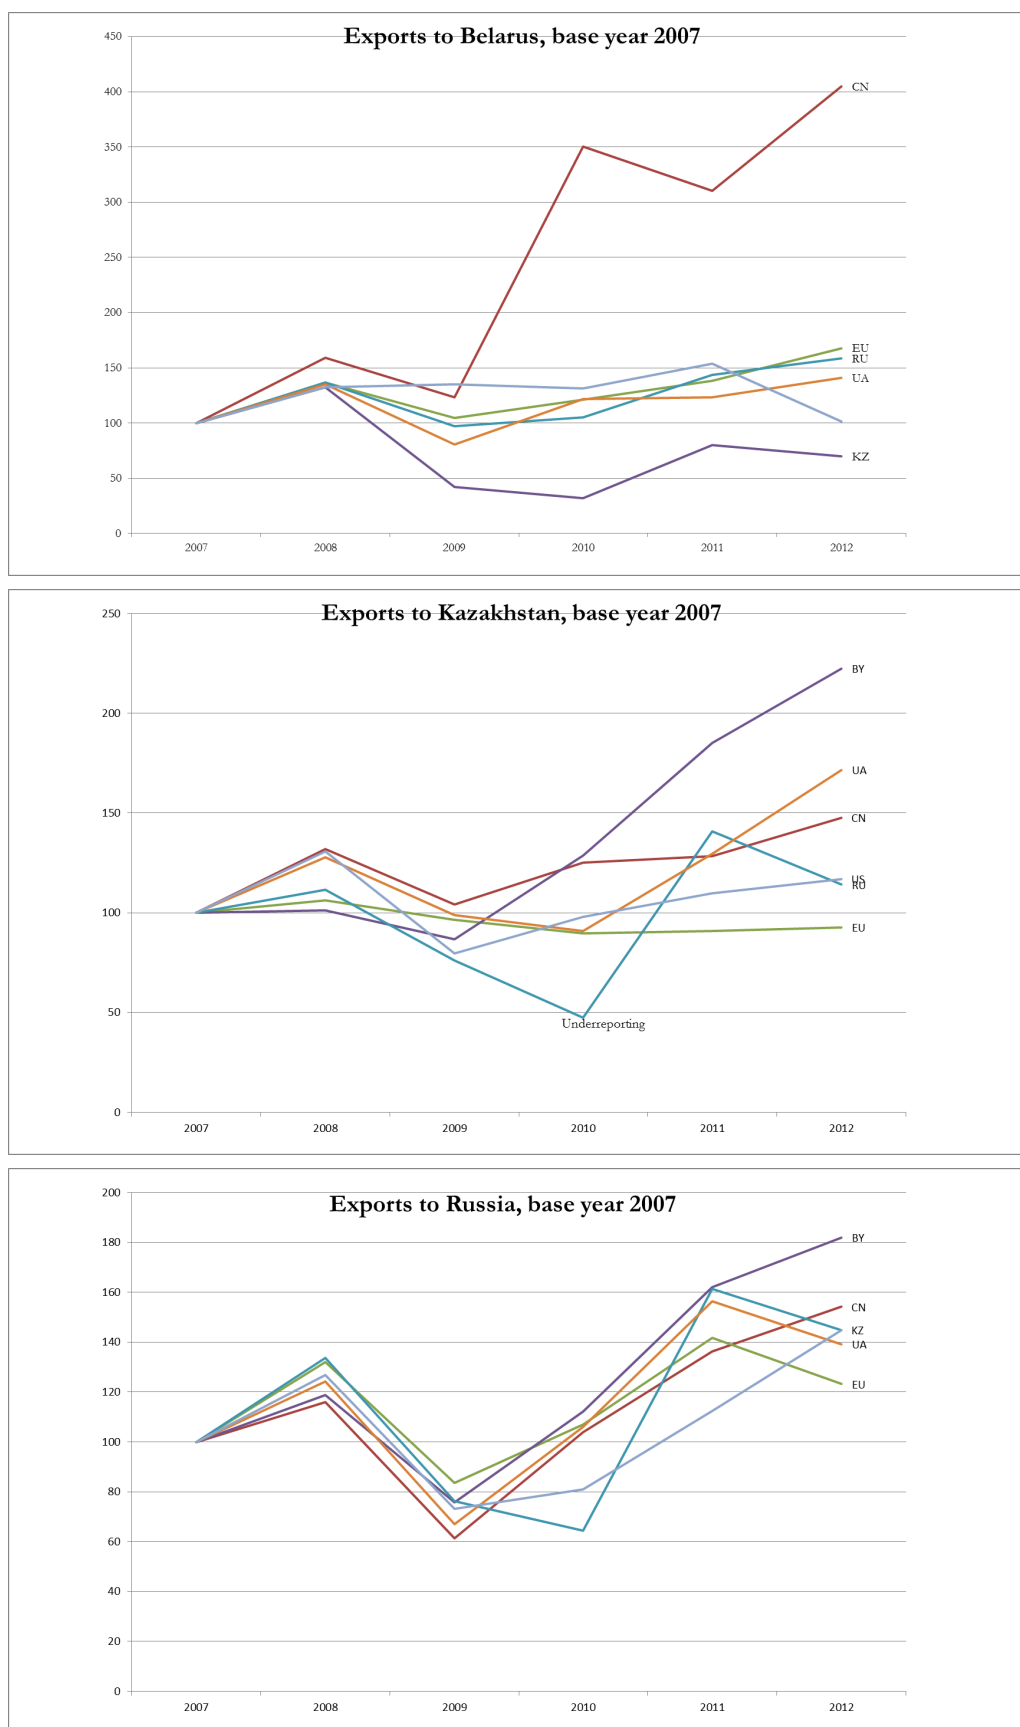 Exports to Belarus, base year 2007
450
400
350
300
250
200
150
100
50
0
CN
EU
RU
UA
KZ
2007 2008 2009 2010 2011 2012
Exports to Kazakhstan, base year 2007
250
200
150
100
50
0
BY
UA
CN
US
RU
EU
Underreporting
2007 2008 2009 2010 2011 2012
Exports to Russia, base year 2007
200
180
160
140
120
100
80
60
40
20
0
BY
CN
KZ
UA
EU
2007 2008 2009 2010 2011 2012